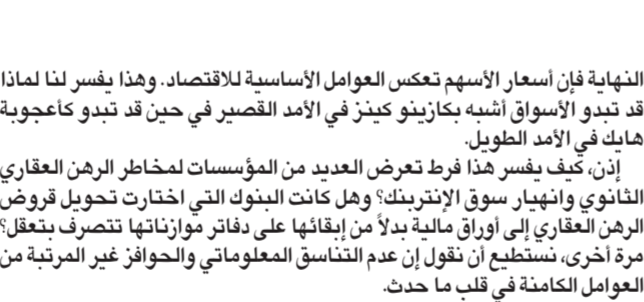 النهاية فإن أسعار الأسهم تعكس العوامل الأساسية للاقتصاد. وهذا يفسر لنا لماذا
قد تبدو الأسواق أشبه بكازينو كينز في الأمد القصير في حين قد تبدو كأعجوبة
هايك في الأمد الطويل.
إذن، كيف يفسر هذا فرط تعرض العديد من المؤسسات لمخاطر الرهن العقاري
الثانوي وانهيار سوق الإنتربنك؟ وهل كانت البنوك التي اختارت تحويل قروض
الرهن العقاري إلى أوراق مالية بدلاً من إبقائها على دفاتر موازناتها تتصرف بتعقل؟
مرة أخرى، نستطيع أن نقول إن عدم التناسق المعلوماتي والحوافز غير المرتبة من
العوامل الكامنة في قلب ما حدث.